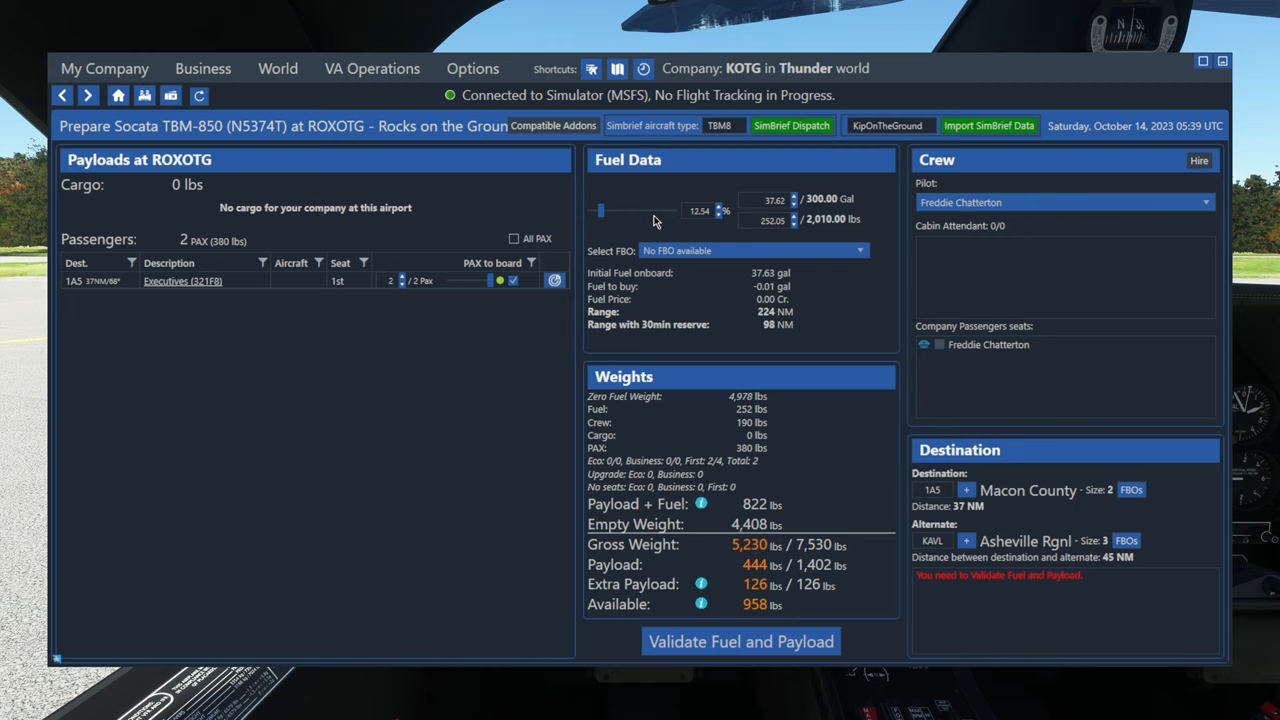 My Company Business World VA Operations Options Shortcuts: Company: KOTG in Thunder world
Connected to Simulator (MSFS), No Flight Tracking in Progress.
Prepare Socata TBM-850 (N5374T) at ROXOTG - Rocks on the Groun Compatible Addons Simbrief aircraft type: TBM8 SimBrief Dispatch KipOnTheGround Import SimBrief Data Saturday, October 14, 2023 05:39 UTC
Payloads at ROXOTG
Cargo: 0 lbs
No cargo for your company at this airport
Passengers: 2 PAX (380 lbs) All PAX
Dest. Description Aircraft Seat PAX to board
1A5 37NM/68° Executives (321F8) 1st 2 / 2 Pax
Fuel Data
12.54 % 37.62 / 300.00 Gal
252.05 / 2,010.00 lbs
Select FBO: No FBO available
Initial Fuel onboard: 37.63 gal
Fuel to buy: -0.01 gal
Fuel Price: 0.00 Cr.
Range: 224 NM
Range with 30min reserve: 98 NM
Weights
Zero Fuel Weight: 4,978 lbs
Fuel: 252 lbs
Crew: 190 lbs
Cargo: 0 lbs
PAX: 380 lbs
Eco: 0/0, Business: 0/0, First: 2/4, Total: 2
Upgrade: Eco: 0, Business: 0
No seats: Eco: 0, Business: 0, First: 0
Payload + Fuel: 822 lbs
Empty Weight: 4,408 lbs
Gross Weight: 5,230 lbs / 7,530 lbs
Payload: 444 lbs / 1,402 lbs
Extra Payload: 126 lbs / 126 lbs
Available: 958 lbs
Validate Fuel and Payload
Crew Hire
Pilot:
Freddie Chatterton
Cabin Attendant: 0/0
Company Passengers seats:
Freddie Chatterton
Destination
Destination:
1A5 + Macon County - Size: 2 FBOs
Distance: 37 NM
Alternate:
KAVL + Asheville Rgnl - Size: 3 FBOs
Distance between destination and alternate: 45 NM
You need to Validate Fuel and Payload.